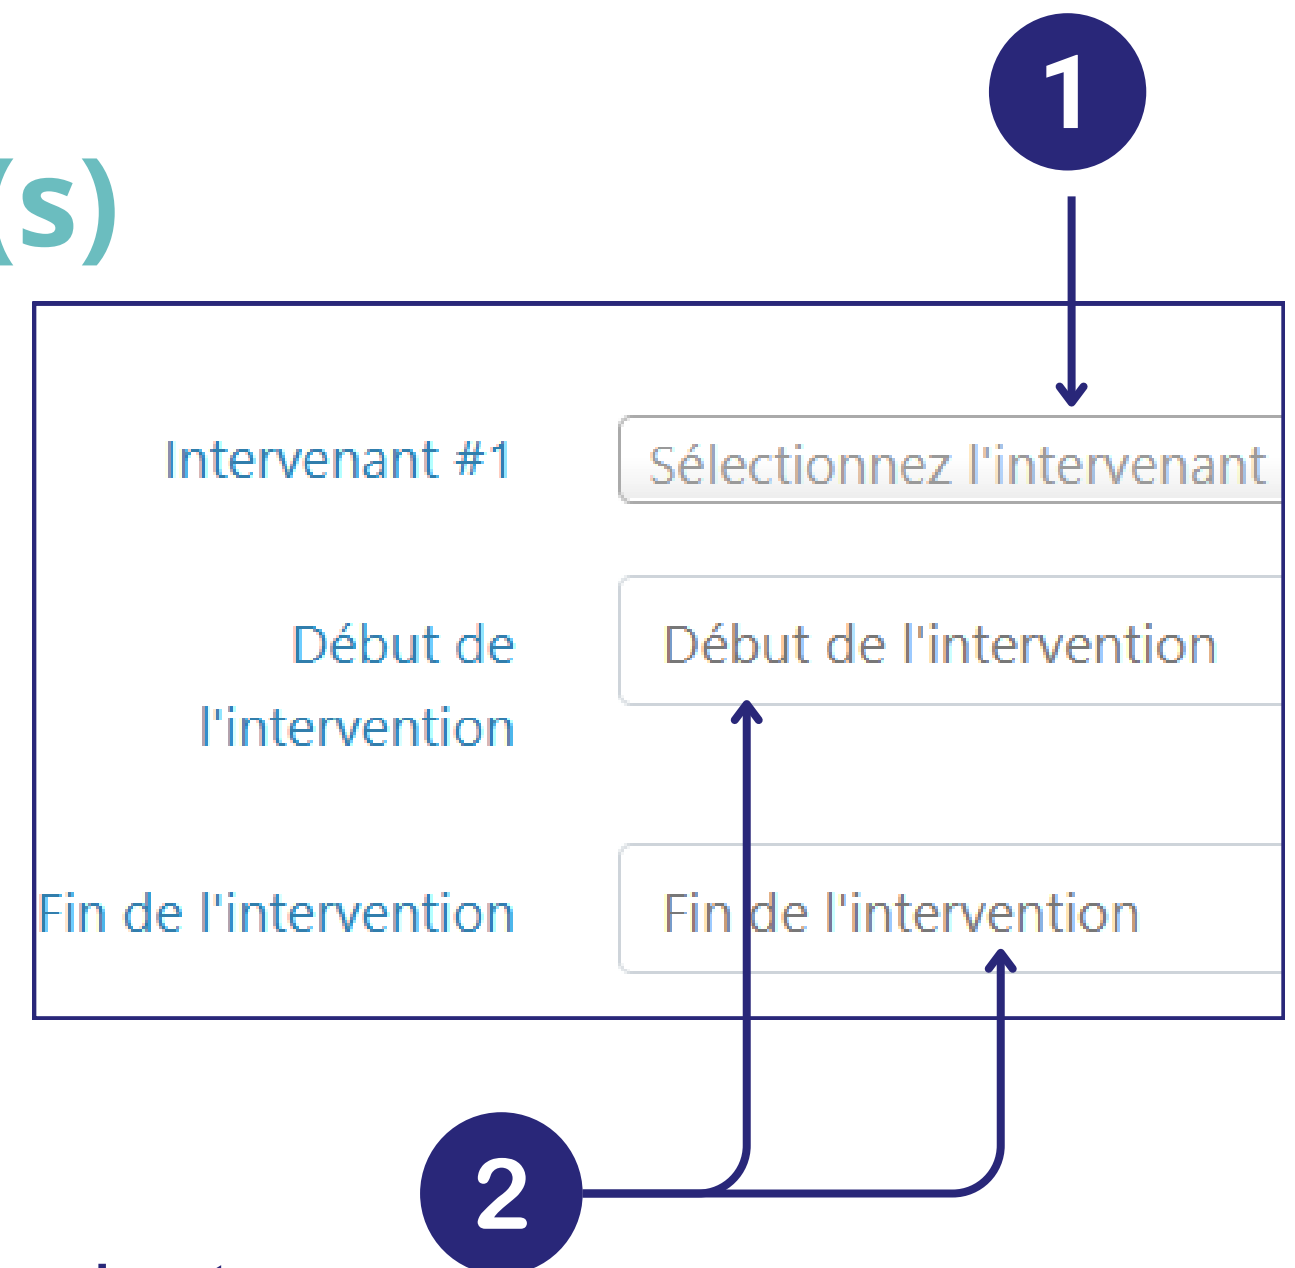 1
(s)
Intervenant #1
Sélectionnez l'intervenant
Début de
l'intervention
Début de l'intervention
Fin de l'intervention
Fin de l'intervention
2